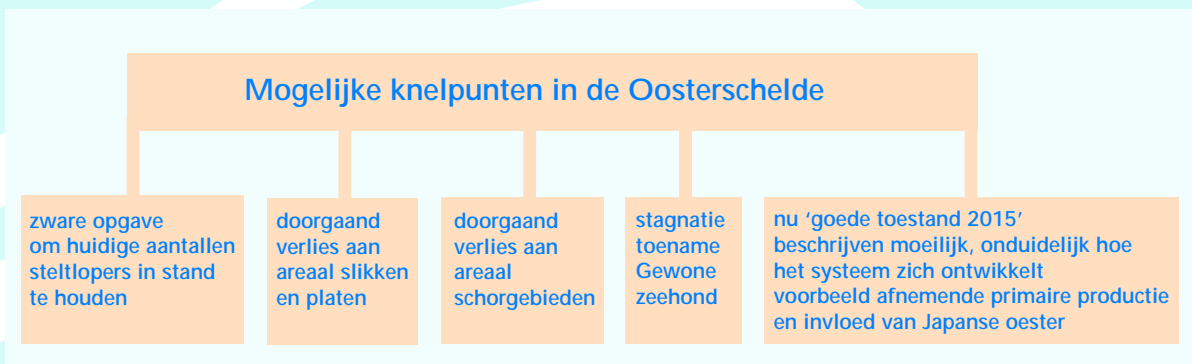 Mogelijke knelpunten in de Oosterschelde
zware opgave
om huidige aantallen
steltlopers in stand
te houden
doorgaand
verlies aan
areaal slikken
en platen
doorgaand
verlies aan
areaal
schorgebieden
stagnatie
toename
Gewone
zeehond
nu ‘goede toestand 2015’
beschrijven moeilijk, onduidelijk hoe
het systeem zich ontwikkelt
voorbeeld afnemende primaire productie
en invloed van Japanse oester